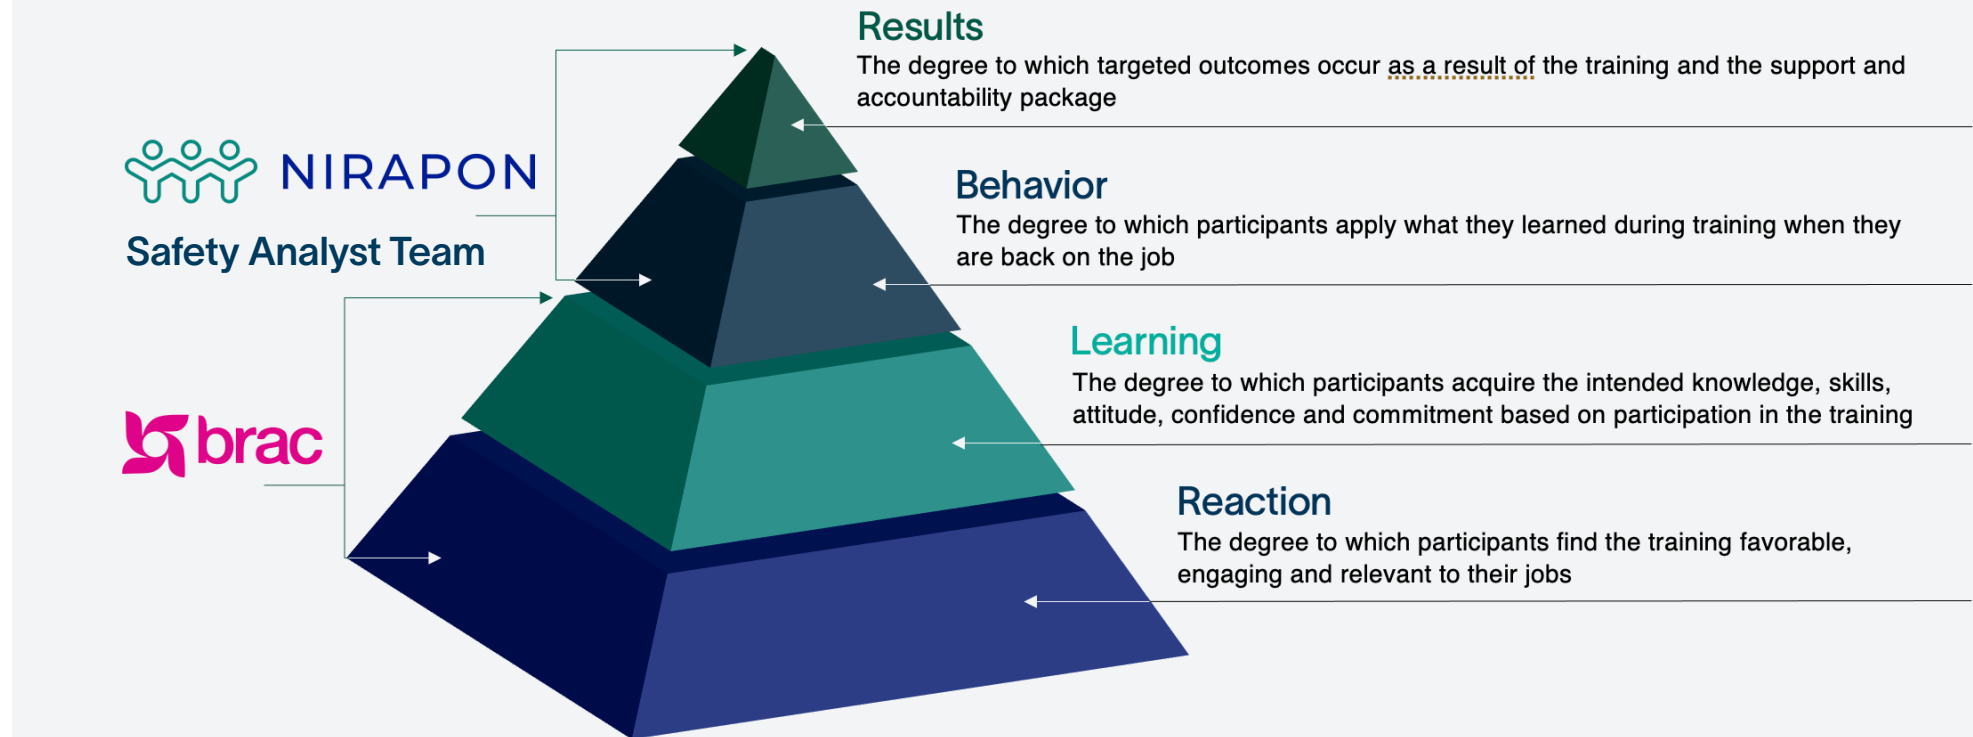 Results
The degree to which targeted outcomes occur as a result of the training and the support and
accountability package
NIRAPON
Safety Analyst Team
Behavior
The degree to which participants apply what they learned during training when they
are back on the job
Learning
The degree to which participants acquire the intended knowledge, skills,
attitude, confidence and commitment based on participation in the training
brac
Reaction
The degree to which participants find the training favorable,
engaging and relevant to their jobs